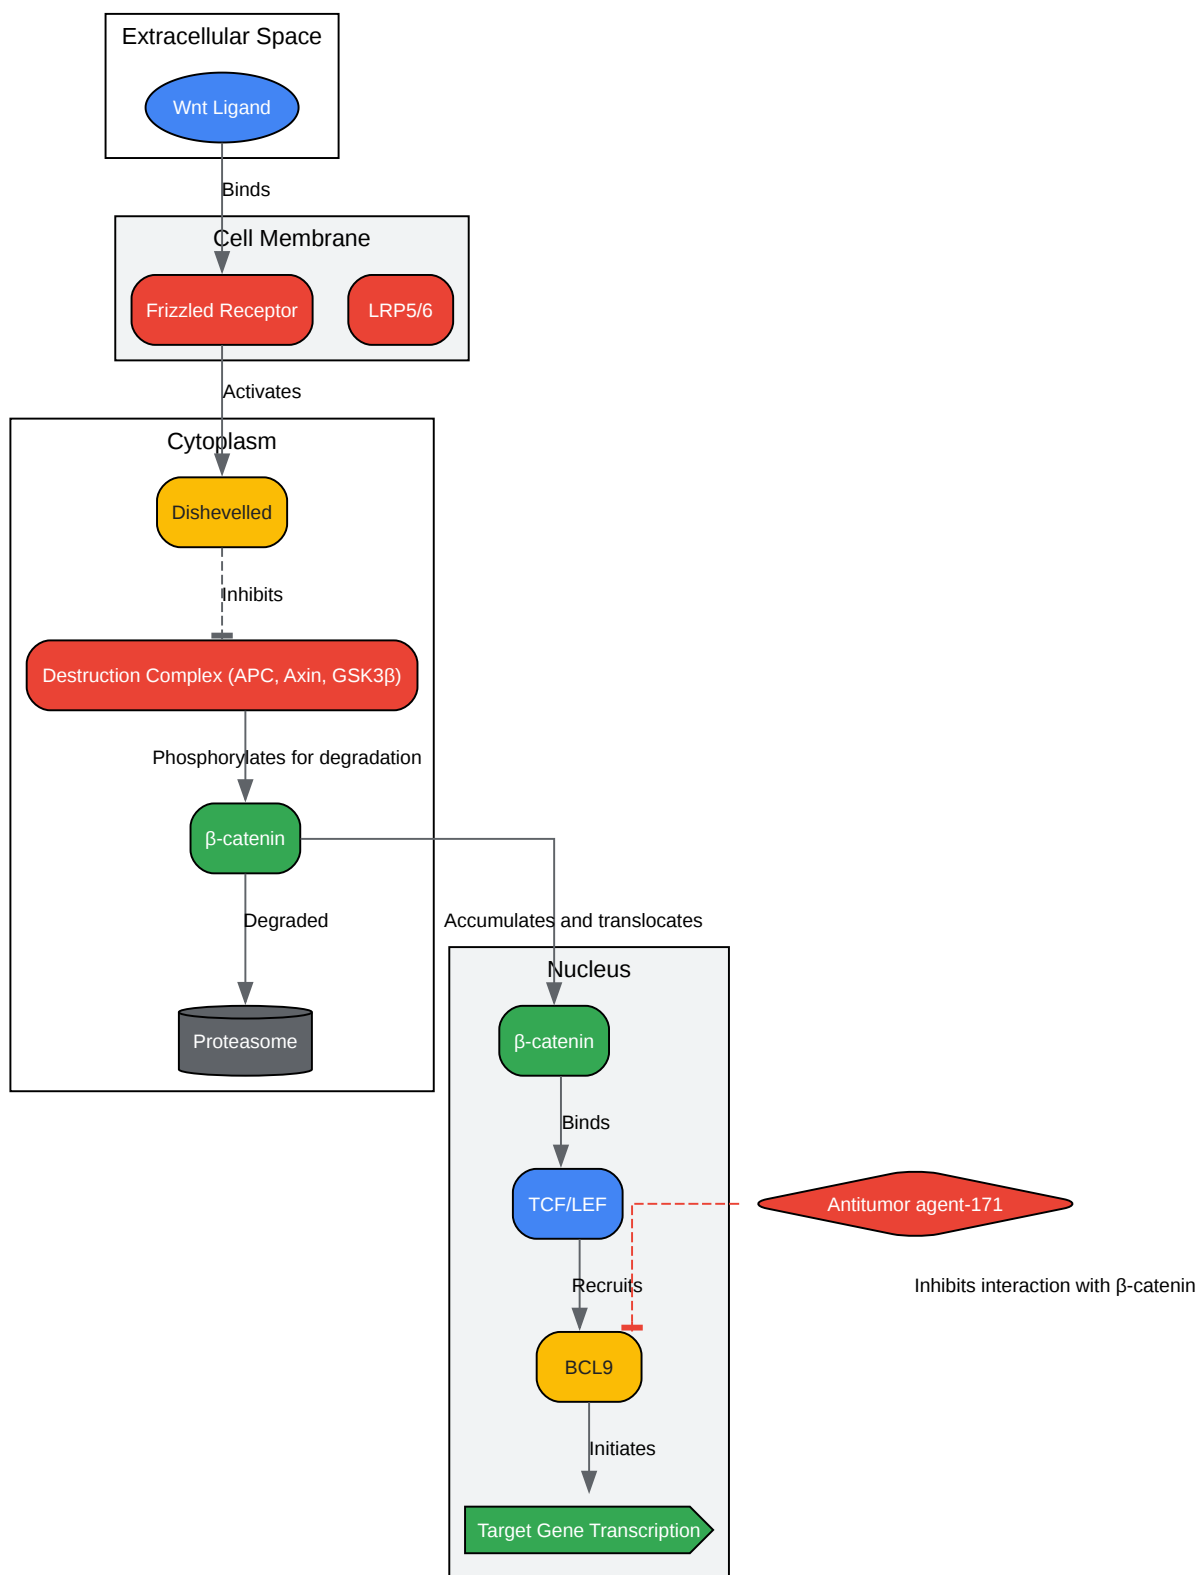 Extracellular Space
Wnt Ligand
Binds
Cell Membrane
Frizzled Receptor
LRP5/6
Activates
Cytoplasm
Dishevelled
Inhibits
Destruction Complex (APC, Axin, GSK3β)
Phosphorylates for degradation
β-catenin
Degraded
Accumulates and translocates
Nucleus
Proteasome
β-catenin
Binds
TCF/LEF
Antitumor agent-171
Recruits
Inhibits interaction with β-catenin
BCL9
Initiates
Target Gene Transcription